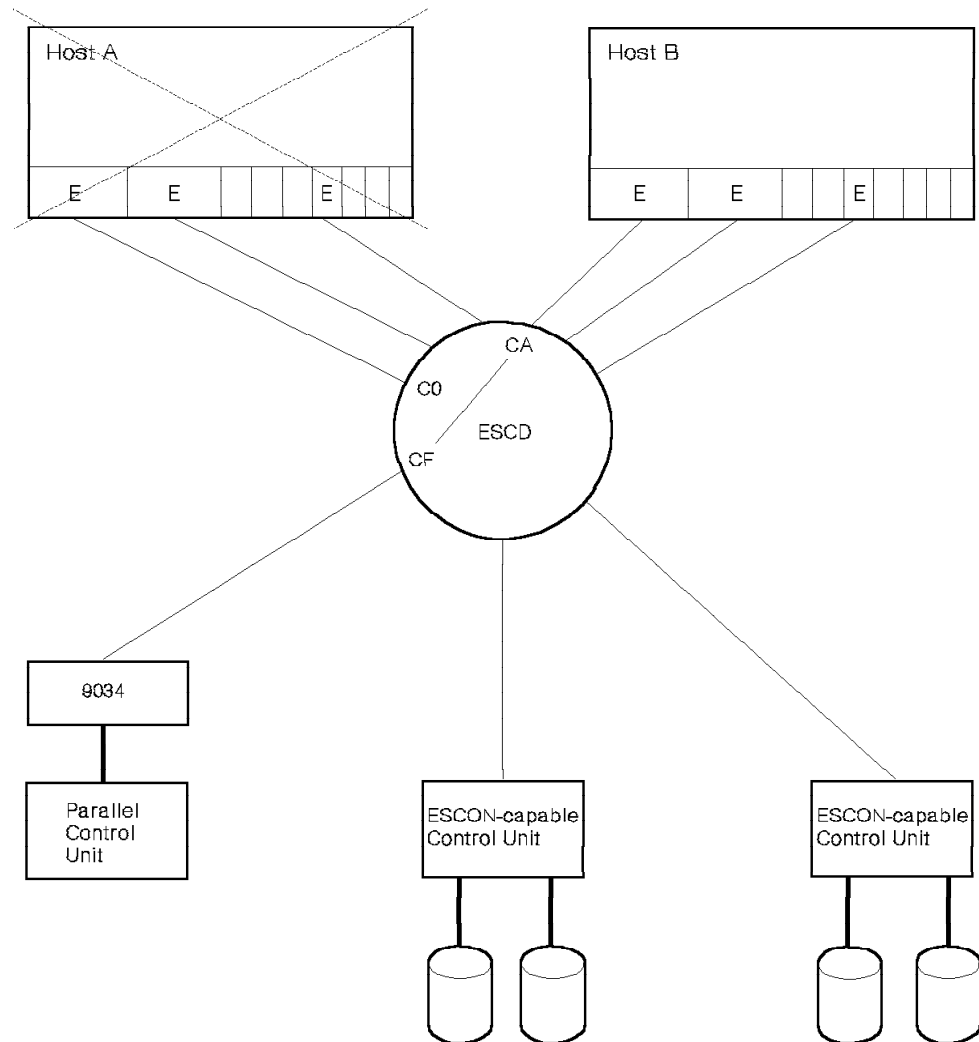 Host A
Host B
E
E
E
E
E
E
CA
C0
ESCD
CF
9034
Parallel
Control
Unit
ESCON-capable
Control Unit
ESCON-capable
Control Unit